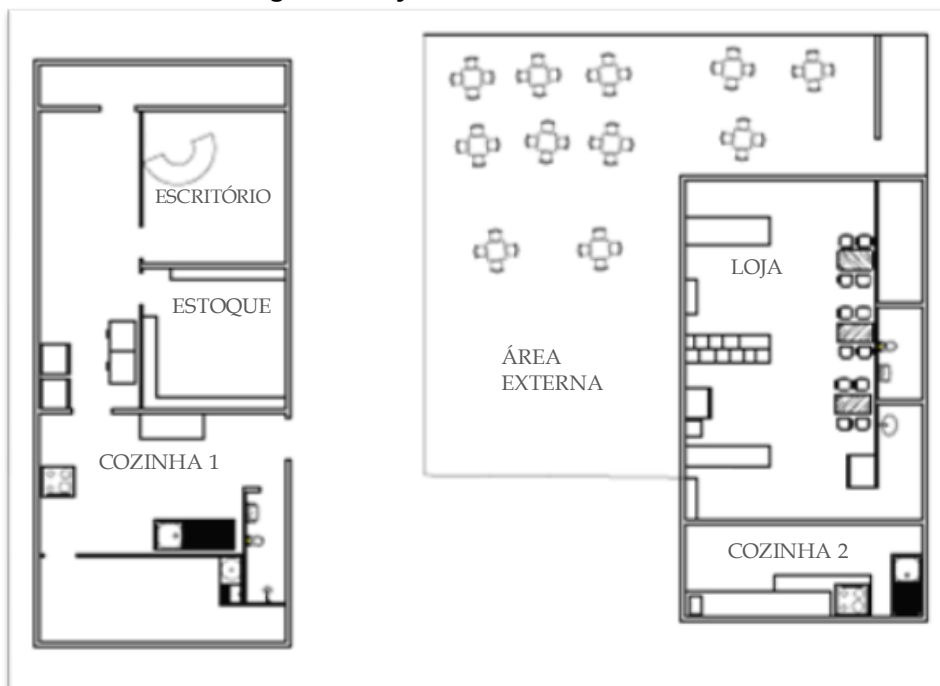 ESCRITÓRIO
ESTOQUE
COZINHA 1
LOJA
ÁREA
EXTERNA
COZINHA 2